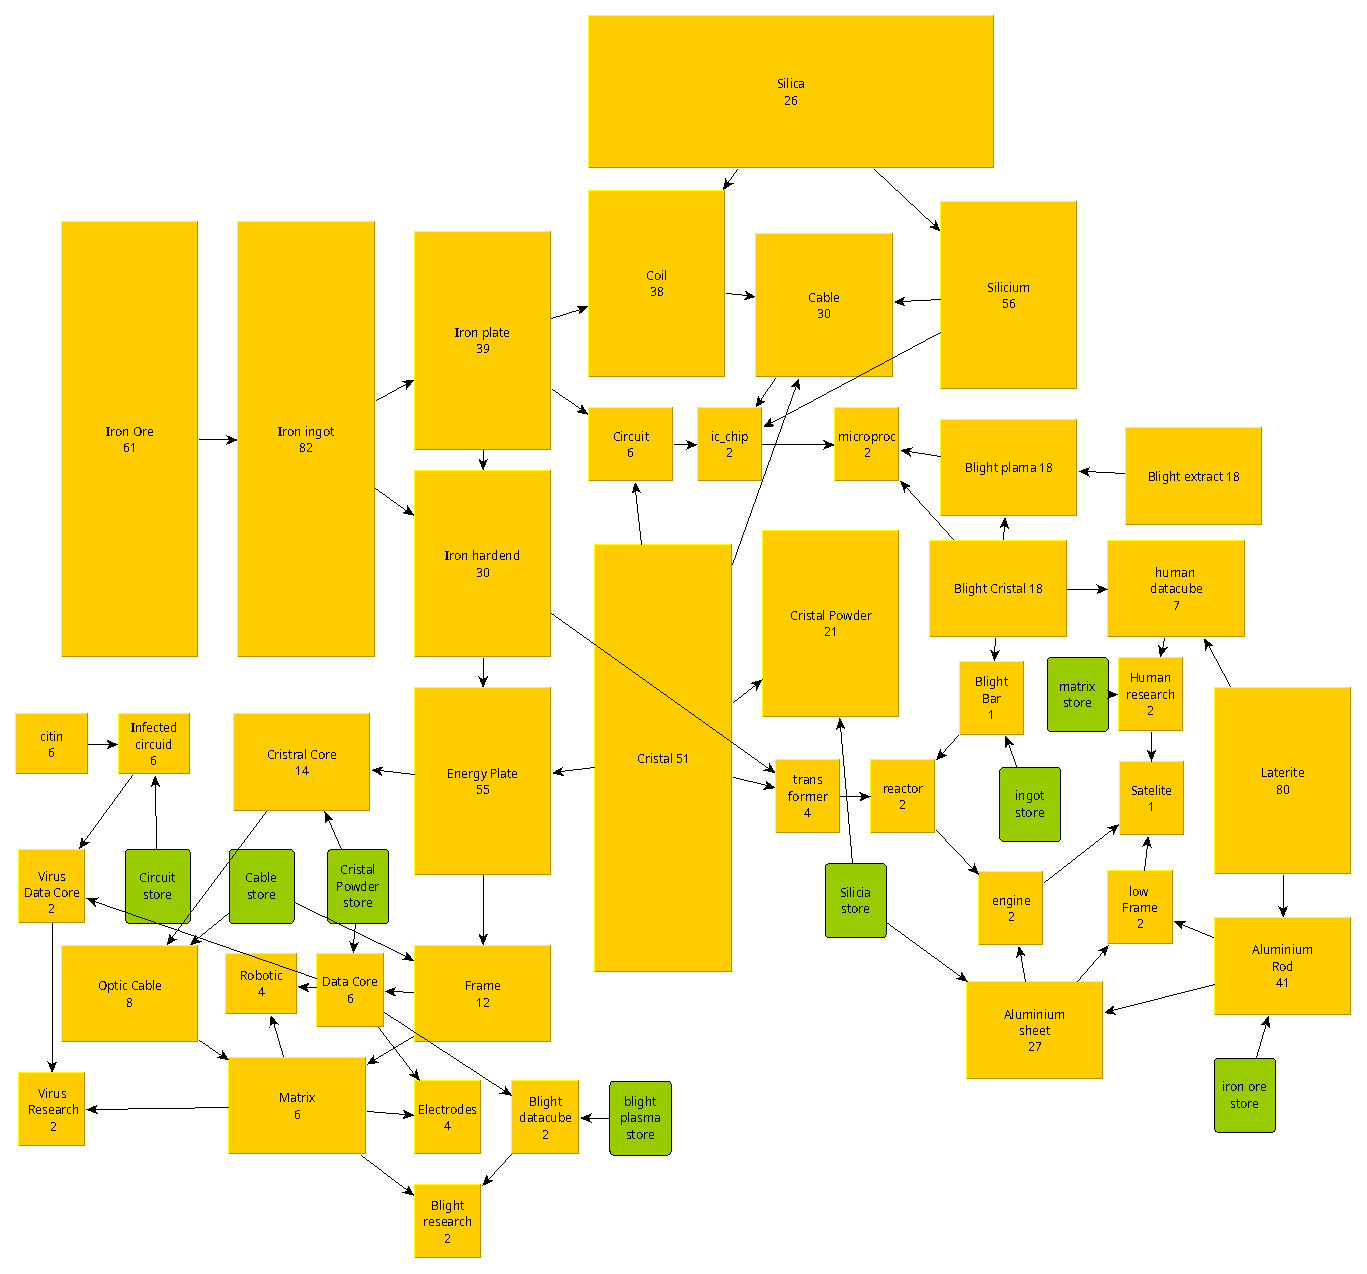 Silica
26
Iron Ore
61
Iron ingot
82
Iron plate
39
Coil
38
Cable
30
Silicium
56
Circuit
6
ic_chip
2
microproc
2
Blight plama 18
Blight extract 18
Iron hardend
30
Cristal Powder
21
Blight Cristal 18
human
datacube
7
Cristal 51
Blight
Bar
1
matrix
store
Human
research
2
citin
6
Infected
circuid
6
Cristral Core
14
Energy Plate
55
trans
former
4
reactor
2
ingot
store
Satelite
1
Laterite
80
Virus
Data Core
2
Circuit
store
Cable
store
Cristal
Powder
store
Silicia
store
engine
2
low
Frame
2
Optic Cable
8
Robotic
4
Data Core
6
Frame
12
Aluminium
Rod
41
Aluminium
sheet
27
iron ore
store
Virus
Research
2
Matrix
6
Electrodes
4
Blight
datacube
2
blight
plasma
store
Blight
research
2